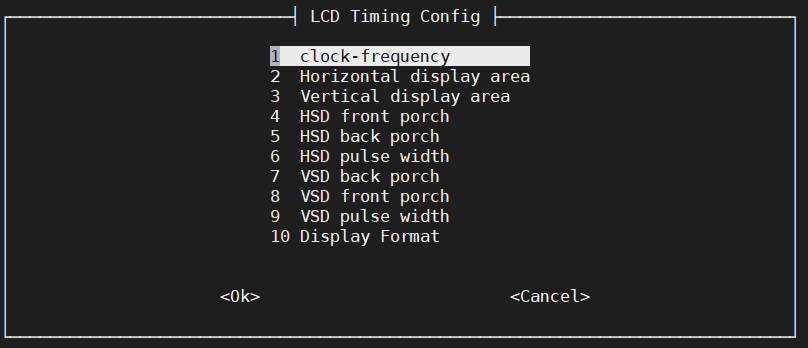 LCD Timing Config
1 clock-frequency
2 Horizontal display area
3 Vertical display area
4 HSD front porch
5 HSD back porch
6 HSD pulse width
7 VSD back porch
8 VSD front porch
9 VSD pulse width
10 Display Format
<Ok> <Cancel>